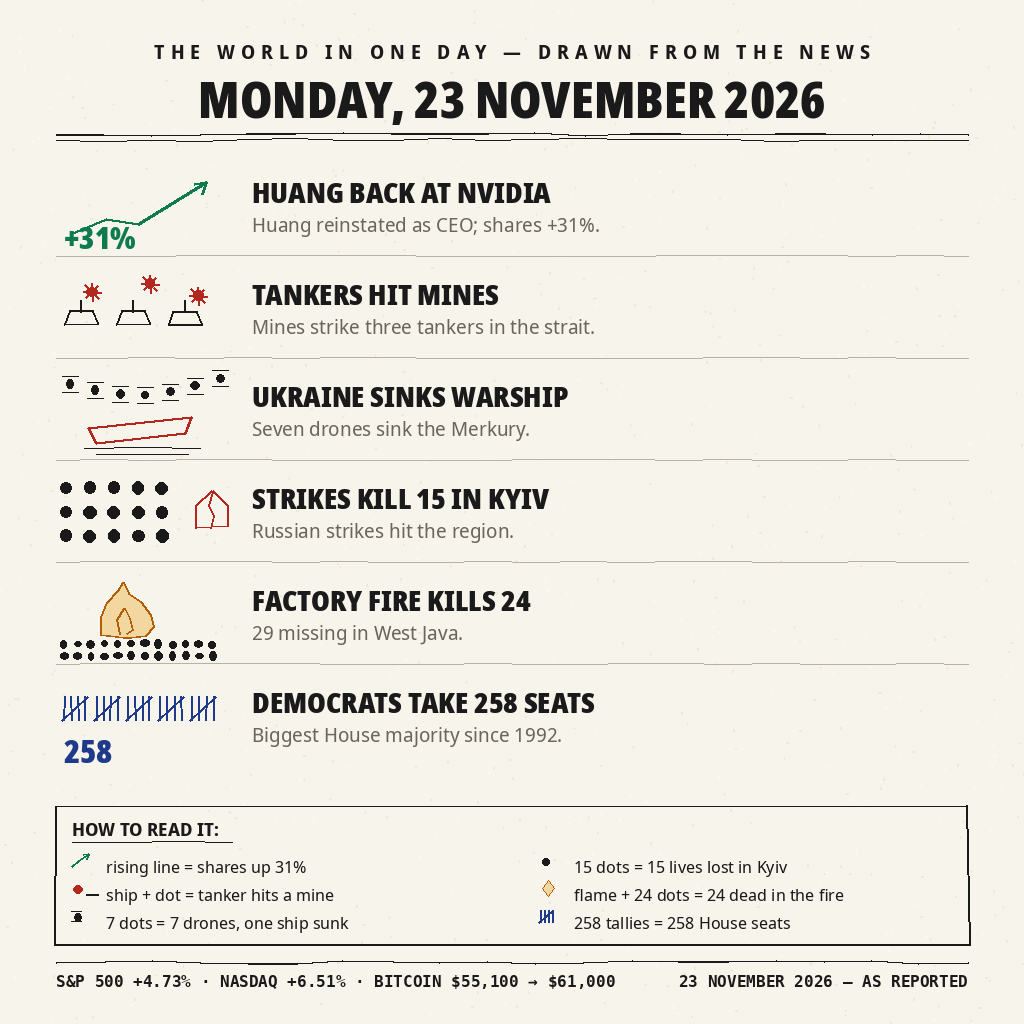 THE WORLD IN ONE DAY — DRAWN FROM THE NEWS
MONDAY, 23 NOVEMBER 2026
+31%
HUANG BACK AT NVIDIA
Huang reinstated as CEO; shares +31%.
TANKERS HIT MINES
Mines strike three tankers in the strait.
UKRAINE SINKS WARSHIP
Seven drones sink the Merkury.
STRIKES KILL 15 IN KYIV
Russian strikes hit the region.
FACTORY FIRE KILLS 24
29 missing in West Java.
DEMOCRATS TAKE 258 SEATS
Biggest House majority since 1992.
258
HOW TO READ IT:
rising line = shares up 31%
ship + dot = tanker hits a mine
7 dots = 7 drones, one ship sunk
15 dots = 15 lives lost in Kyiv
flame + 24 dots = 24 dead in the fire
258 tallies = 258 House seats
S&P 500 +4.73% · NASDAQ +6.51% · BITCOIN $55,100 → $61,000
23 NOVEMBER 2026 — AS REPORTED